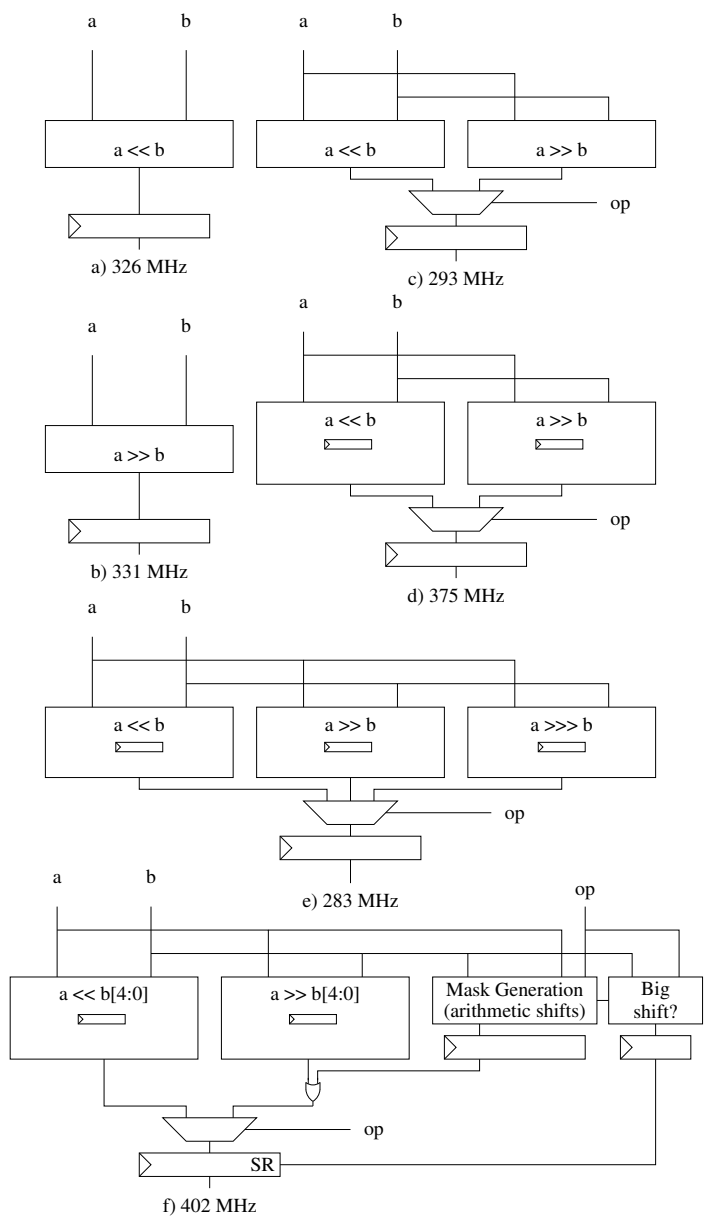 a b a b
a << b a << b a >> b
op
a) 326 MHz
c) 293 MHz
a b a b
a << b a >> b
a >> b
op
b) 331 MHz
d) 375 MHz
a b
a << b a >> b a >>> b
op
e) 283 MHz
a b op
a << b[4:0] a >> b[4:0] Mask Generation Big
(arithmetic shifts) shift?
op
SR
f) 402 MHz